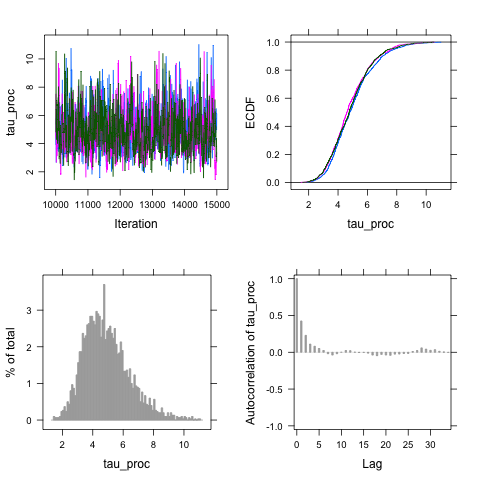 tau_proc
2
4
6
8
10
10000 11000 12000 13000 14000 15000
Iteration
ECDF
0.0
0.2
0.4
0.6
0.8
1.0
2 4 6 8 10
tau_proc
% of total
0
1
2
3
2 4 6 8 10
tau_proc
Autocorrelation of tau_proc
-1.0
-0.5
0.0
0.5
1.0
0 5 10 15 20 25 30
Lag